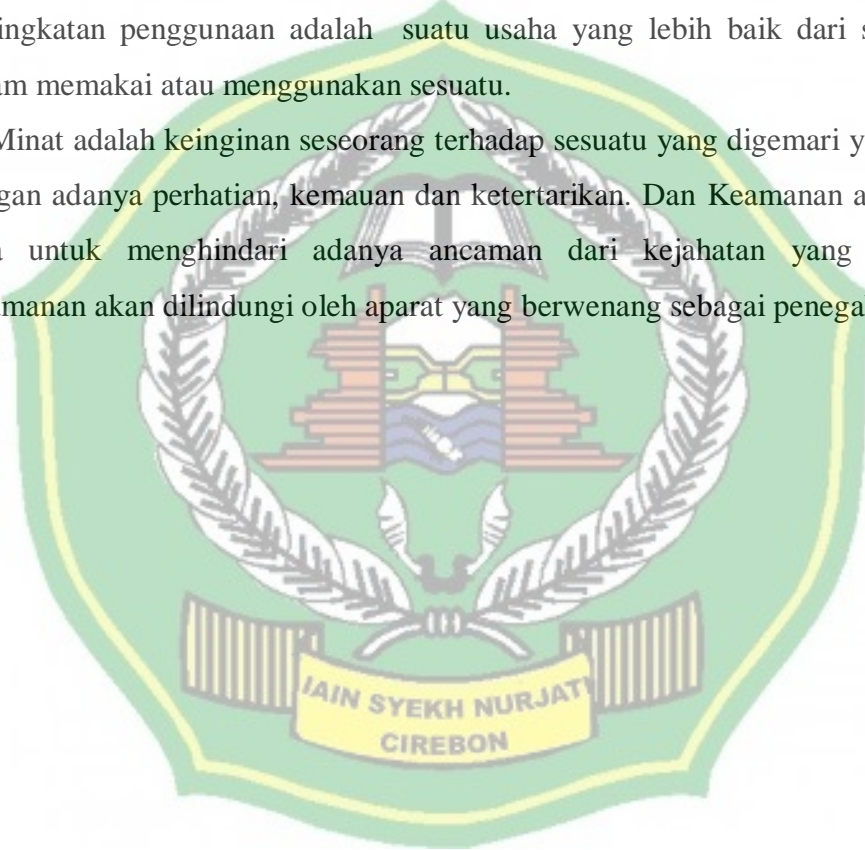 ingkatan penggunaan adalah suatu usaha yang lebih baik dari s
am memakai atau menggunakan sesuatu.
Minat adalah keinginan seseorang terhadap sesuatu yang digemari y
gan adanya perhatian, kemauan dan ketertarikan. Dan Keamanan a
untuk menghindari adanya ancaman dari kejahatan yang
manan akan dilindungi oleh aparat yang berwenang sebagai penega
IAIN SYEKH NURJATI
CIREBON